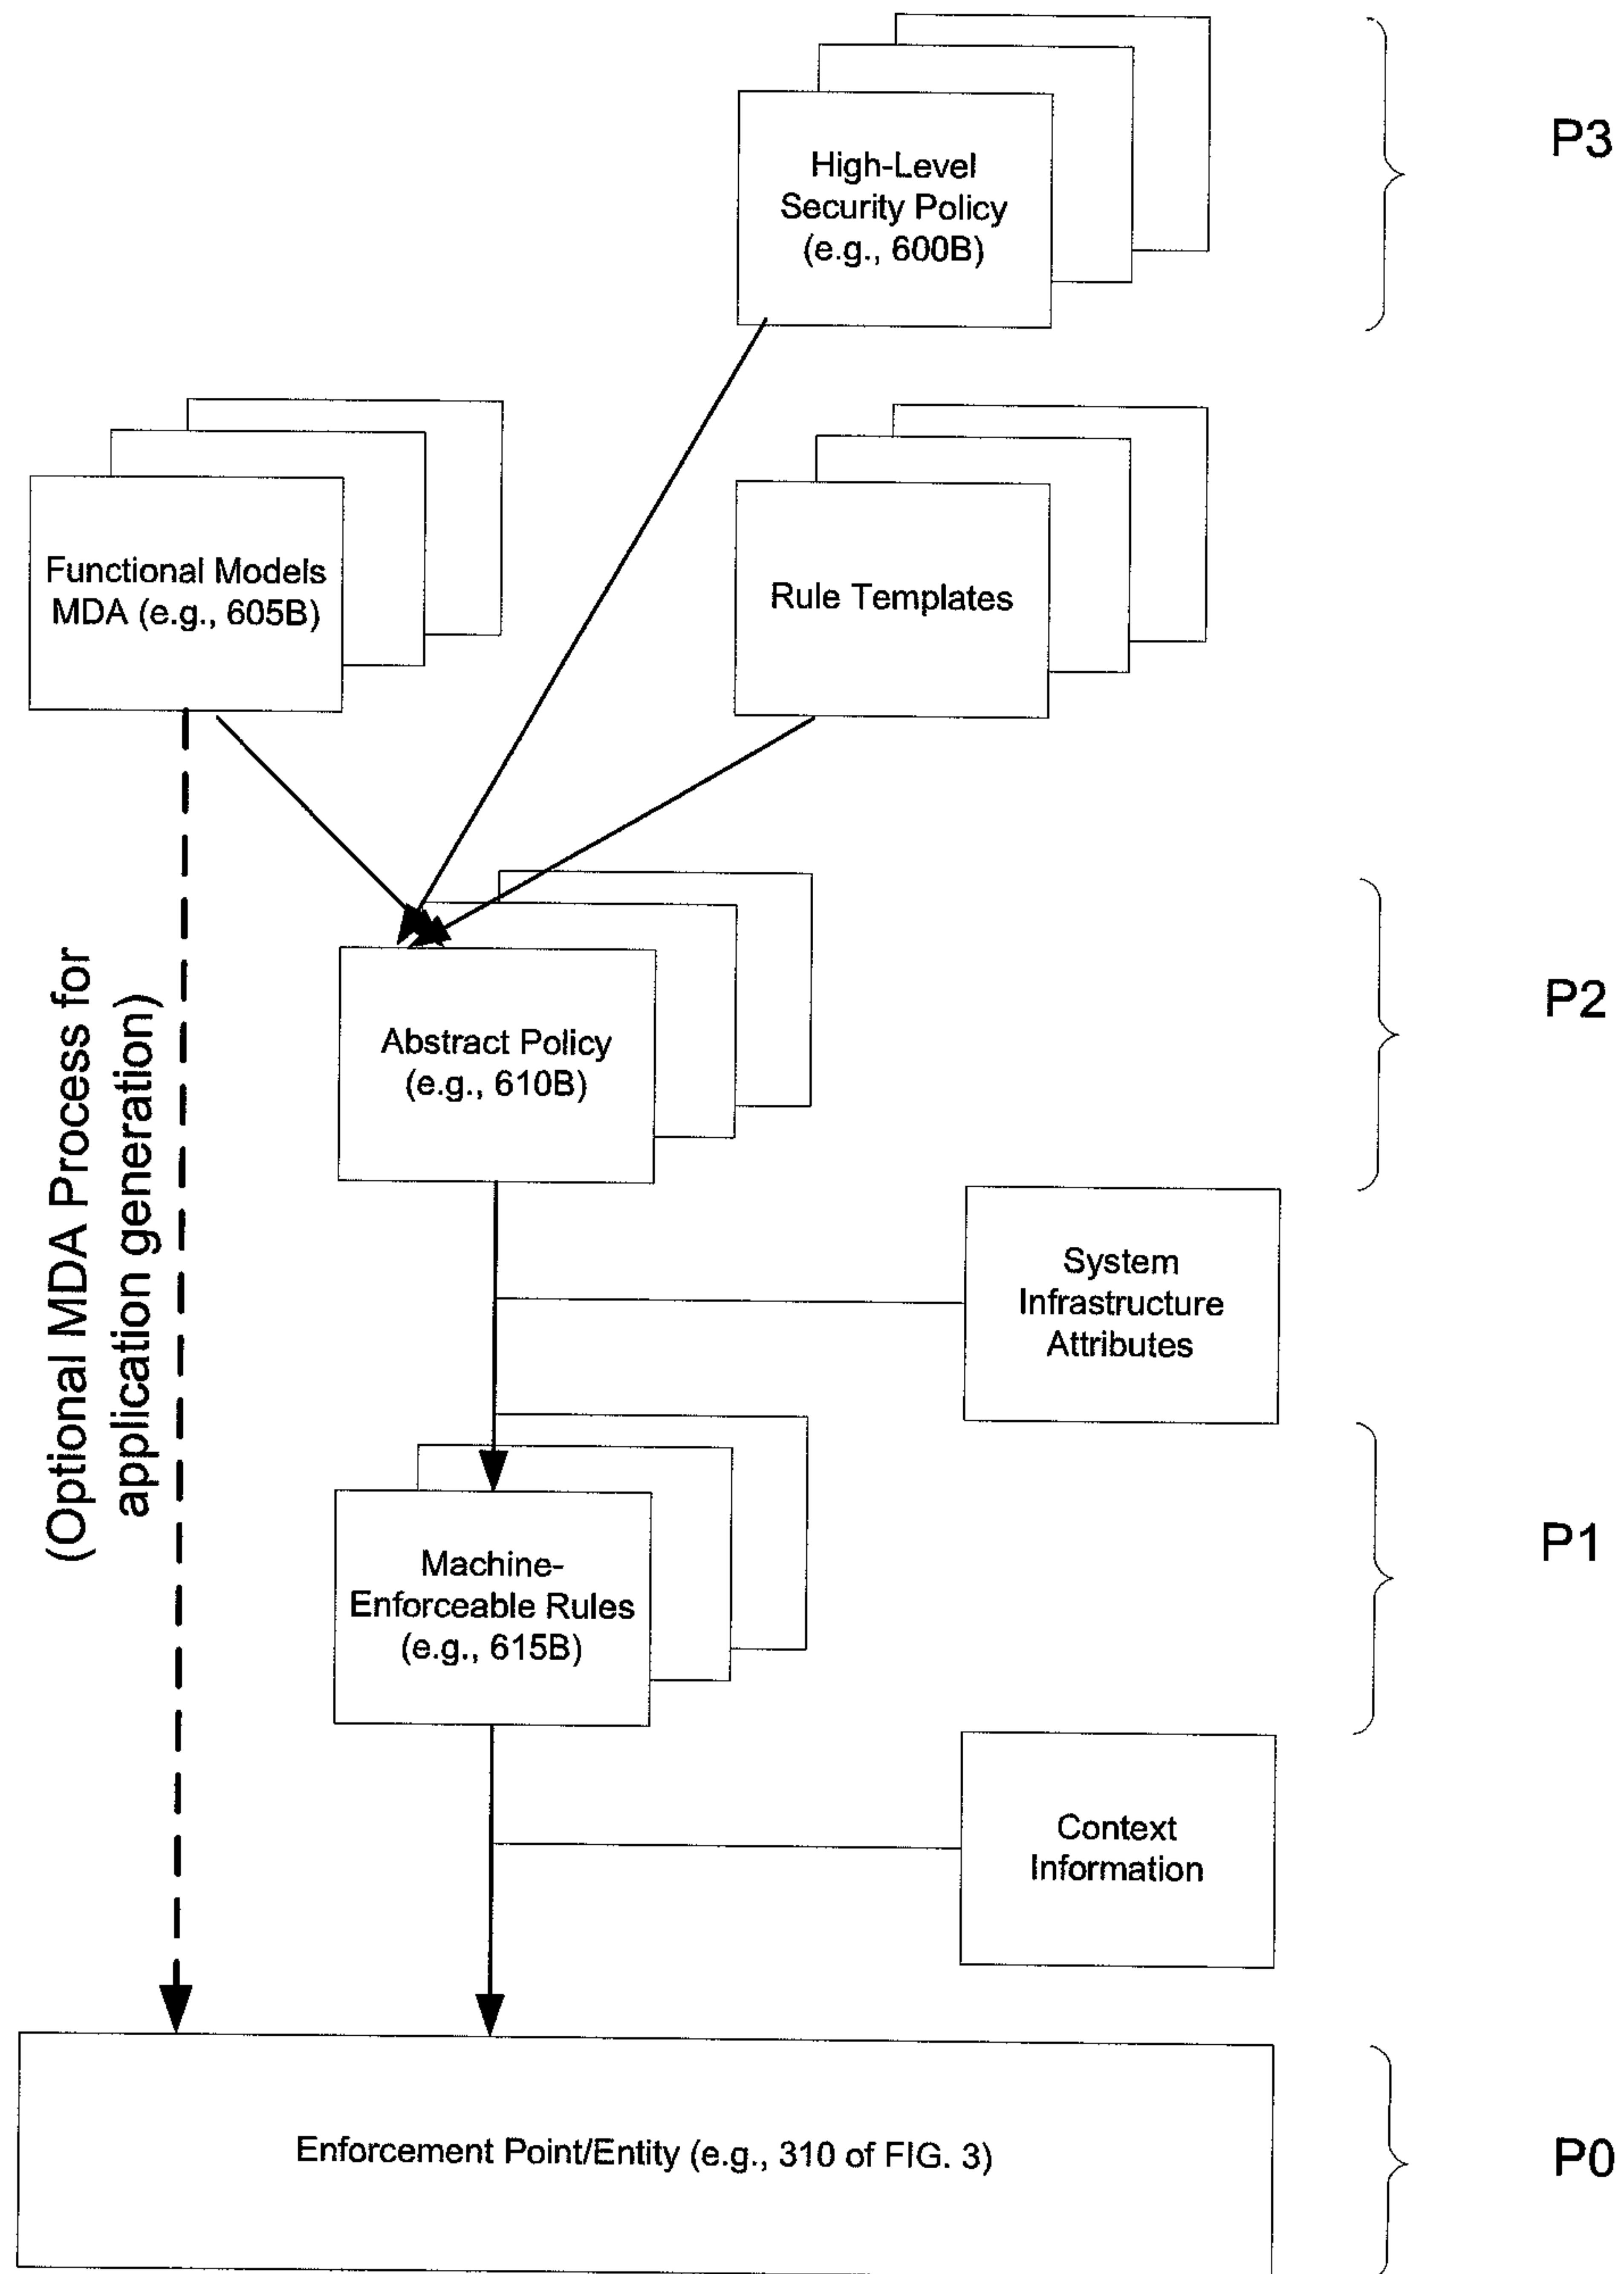 P3
High-Level
Security Policy
(e.g., 600B)
Functional Models
MDA (e.g., 605B)
Rule Templates
(Optional MDA Process for
application generation)
P2
Abstract Policy
(e.g., 610B)
System
Infrastructure
Attributes
P1
Machine-
Enforceable Rules
(e.g., 615B)
Context
Information
Enforcement Point/Entity (e.g., 310 of FIG. 3)
P0